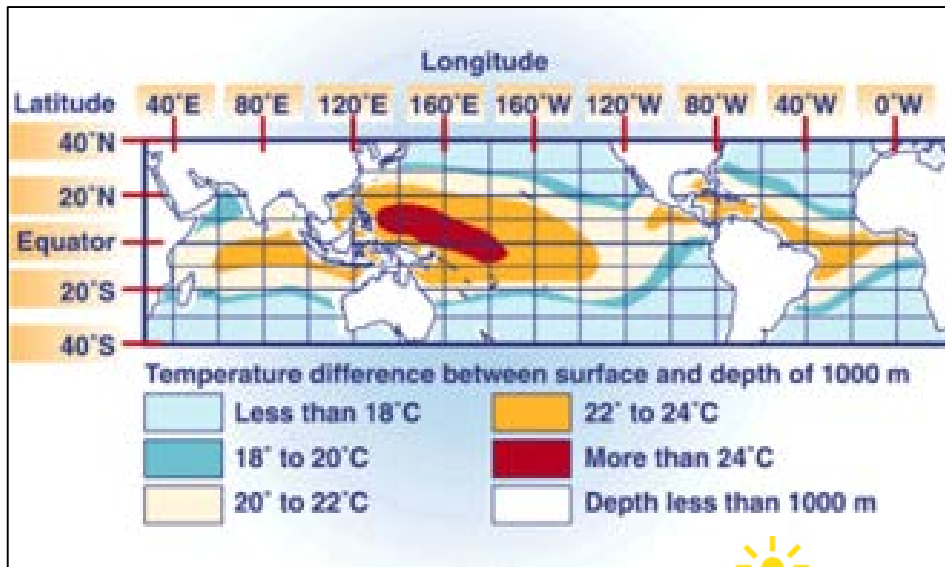 Longitude
Latitude 40°E 80°E 120°E 160°E 160°W 120°W 80°W 40°W 0°W
40°N
20°N
Equator
20°S
40°S
Temperature difference between surface and depth of 1000 m
Less than 18°C 22° to 24°C
18° to 20°C More than 24°C
20° to 22°C Depth less than 1000 m